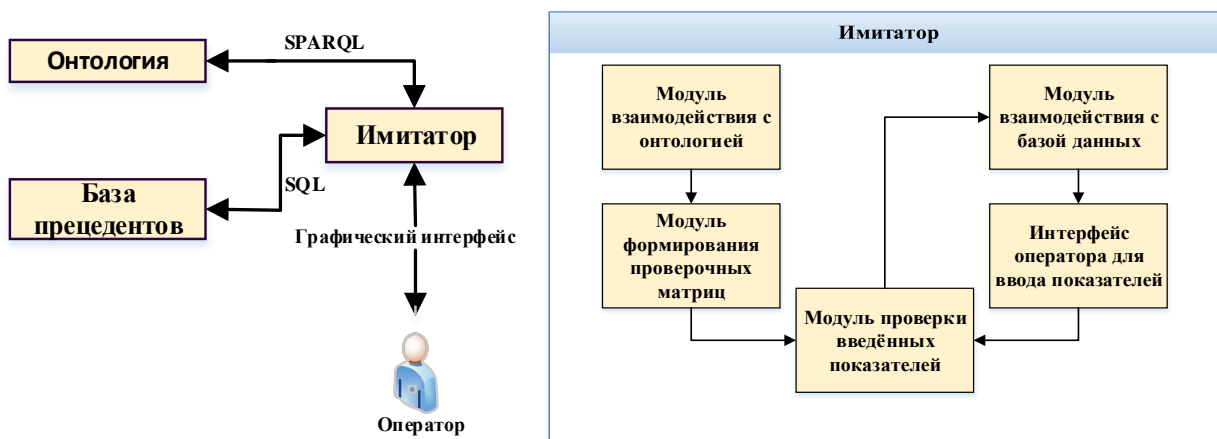 SPARQL
Онтология
Имитатор
База
прецедентов
SQL
Графический интерфейс
Оператор
Имитатор
Модуль
взаимодействия с
онтологией
Модуль
взаимодействия с
базой данных
Модуль
формирования
проверочных
матриц
Интерфейс
оператора для
ввода показателей
Модуль проверки
введённых
показателей